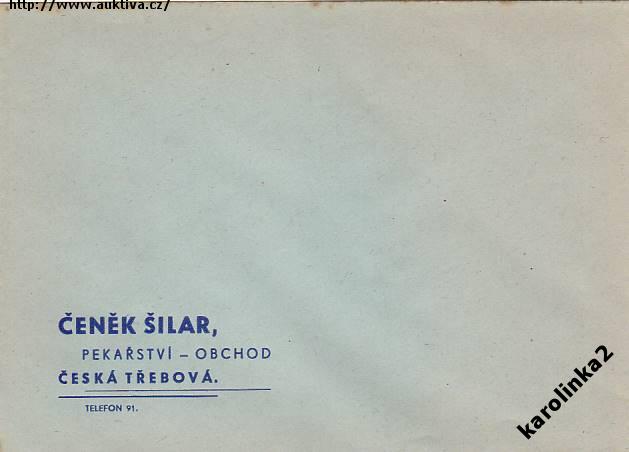 http://www.auktiva.cz/
ČENĚK ŠILAR,
PEKAŘSTVÍ – OBCHOD
ČESKÁ TŘEBOVÁ.
TELEFON 91.
karolinka2